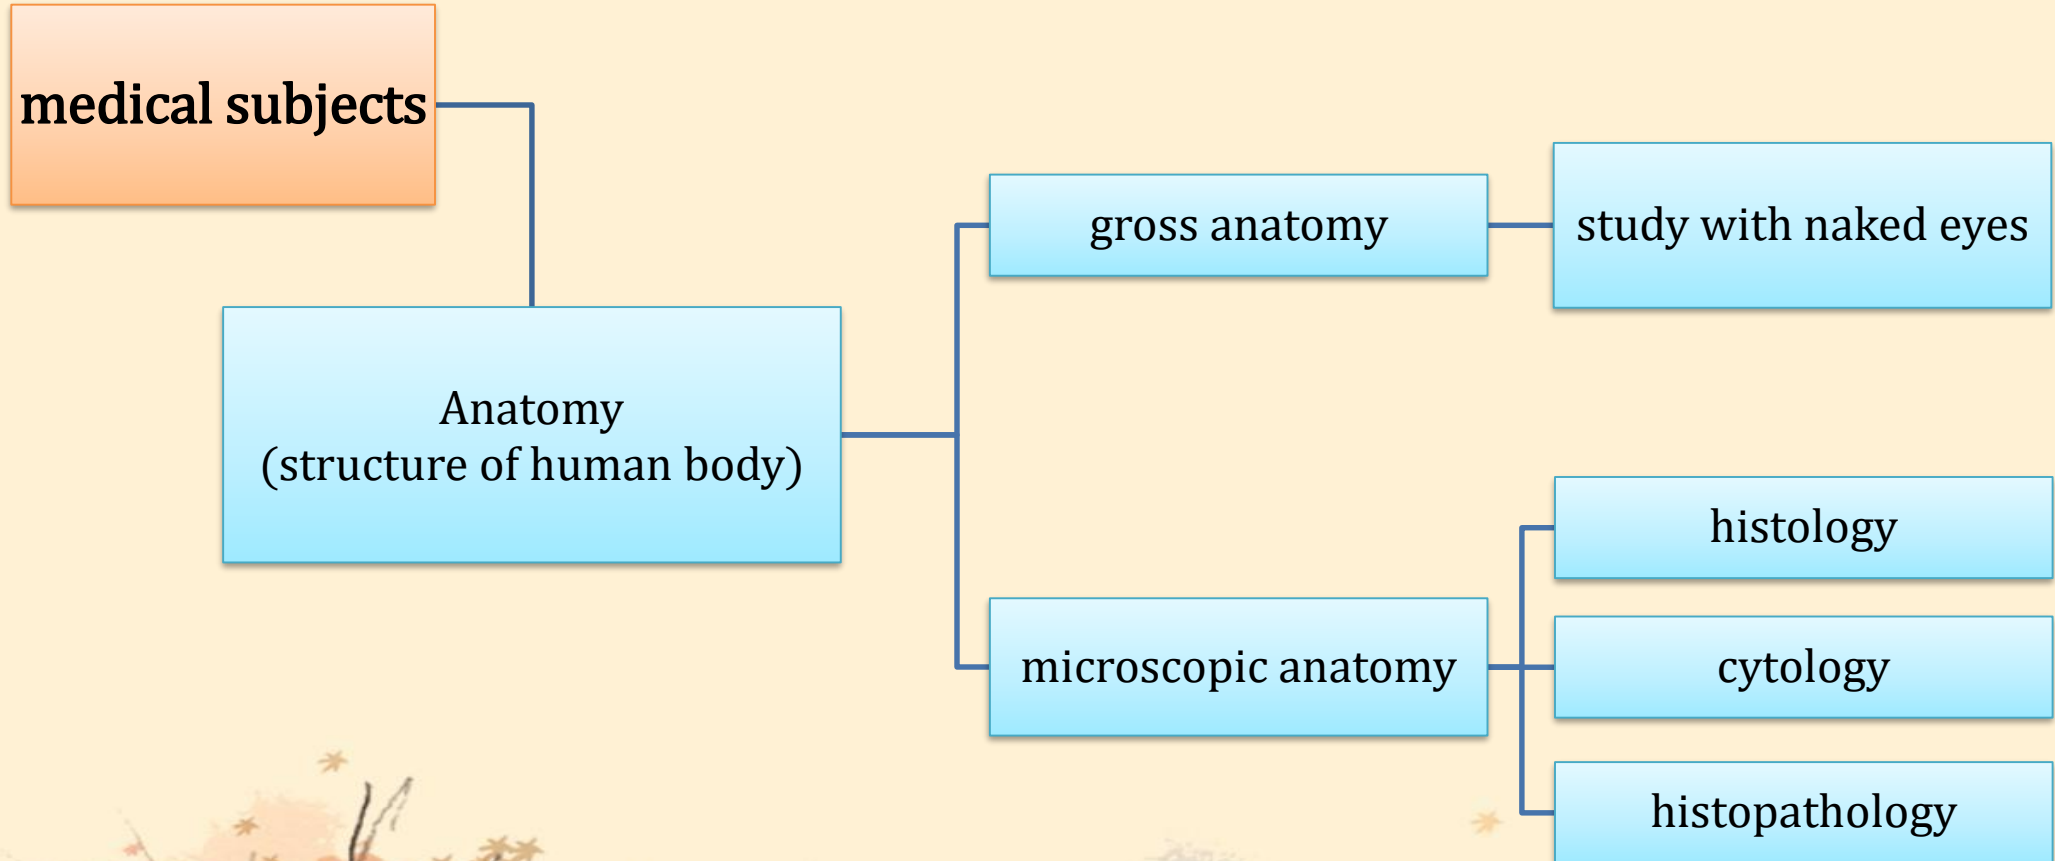 medical subjects
Anatomy
(structure of human body)
gross anatomy
study with naked eyes
microscopic anatomy
histology
cytology
histopathology